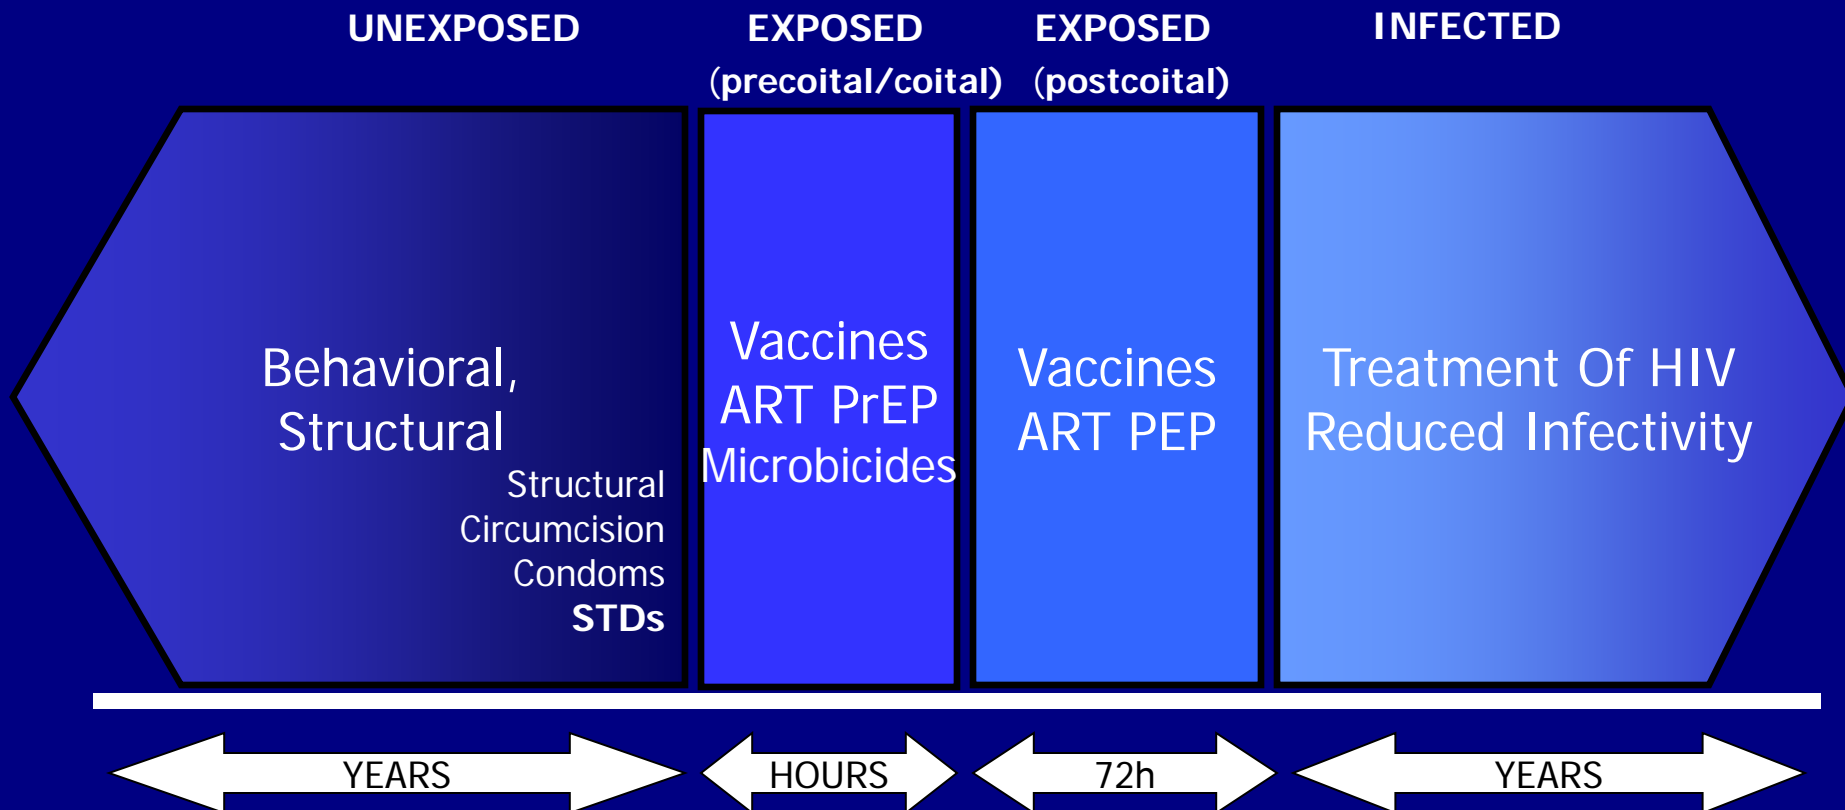 UNEXPOSED
EXPOSED
(precoital/coital)
EXPOSED
(postcoital)
INFECTED
Behavioral,
Structural
Structural
Circumcision
Condoms
STDs
Vaccines
ART PrEP
Microbicides
Vaccines
ART PEP
Treatment Of HIV
Reduced Infectivity
YEARS
HOURS
72h
YEARS